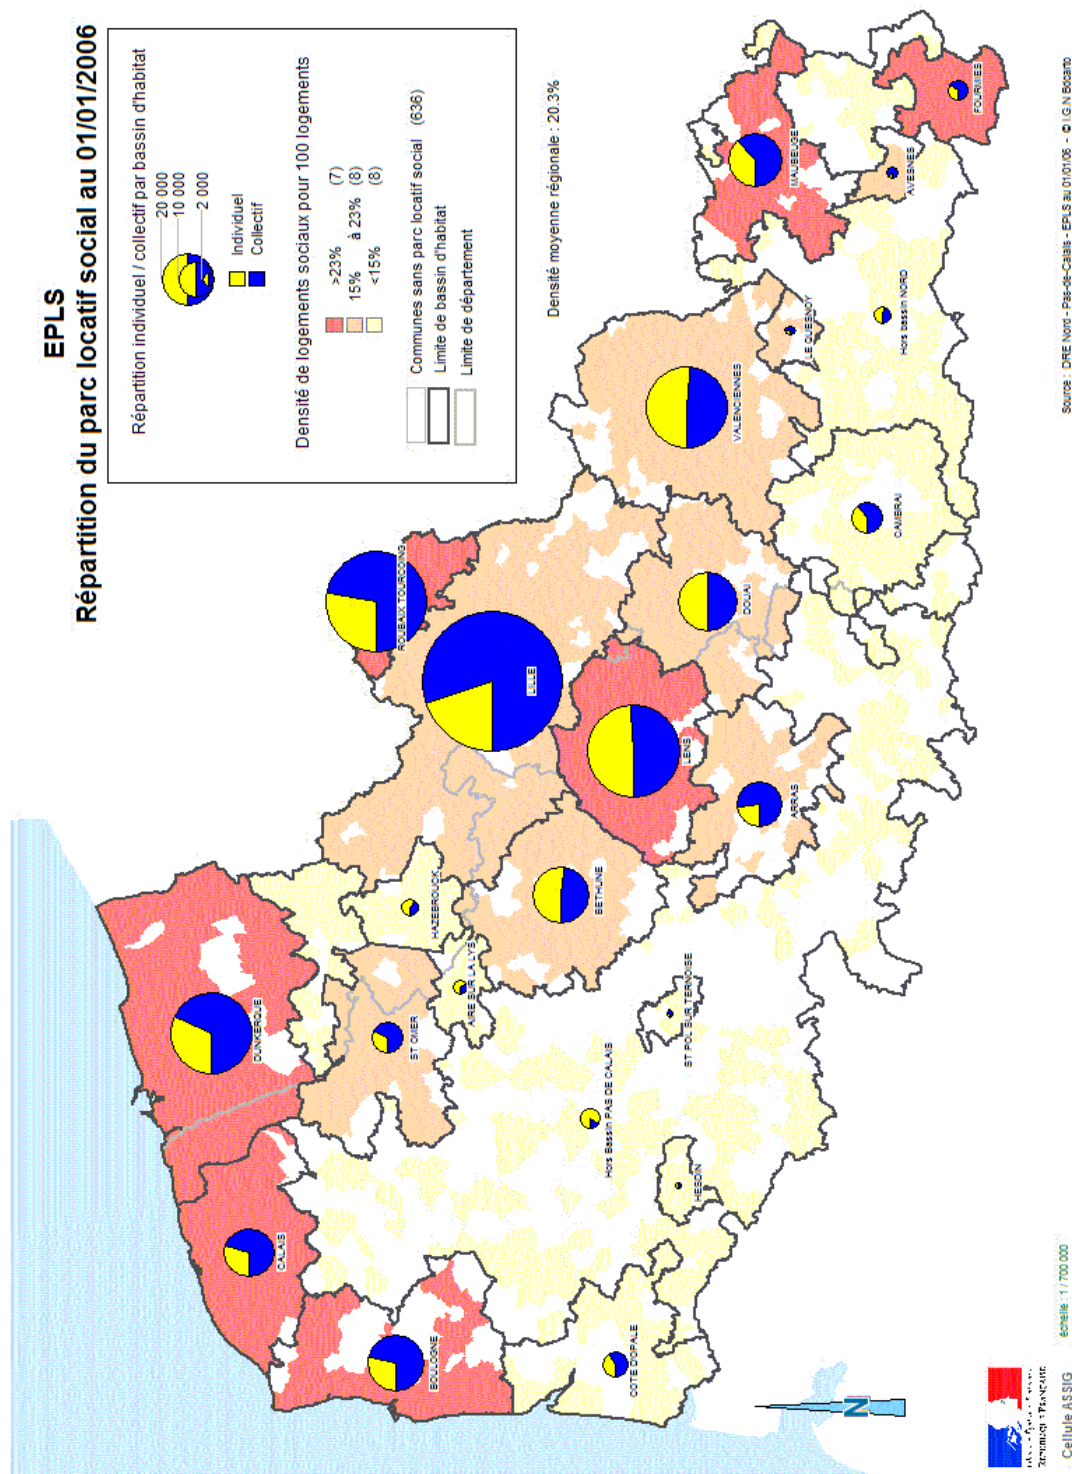 EPLS
Répartition du parc locatif social au 01/01/2006
Répartition individuel / collectif par bassin d'habitat
20 000
10 000
2 000
Individuel
Collectif
Densité de logements sociaux pour 100 logements
>23% (7)
15% à 23% (8)
<15% (8)
Communes sans parc locatif social (636)
Limite de bassin d'habitat
Limite de département
Densité moyenne régionale : 20.3%
DUNKERQUE
CALAIS
BOULOGNE
ST OMER
HAZEBROUCK
AIRE SUR LA LYS
ROUBAIX TOURCOING
LILLE
BETHUNE
LENS
DOUAI
VALENCIENNES
ARRAS
COTE D'OPALE
Hors Bassin PAS DE CALAIS
ST POL SUR TERNOISE
HESDIN
CAMBRAI
LE QUESNOY
Hors bassin NORD
MAUBEUGE
AVESNES
FOURMIES
N
RÉPUBLIQUE FRANÇAISE
Cellule ASSIG
échelle : 1 / 700 000
Source : DRE Nord - Pas-de-Calais - EPLS au 01/01/06 - © I.G.N Bdcarto